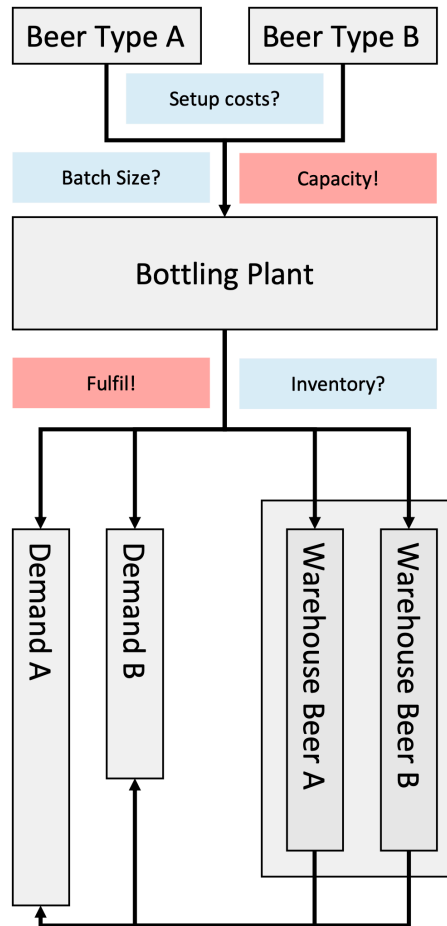 Beer Type A
Beer Type B
Setup costs?
Batch Size?
Capacity!
Bottling Plant
Fulfil!
Inventory?
Demand A
Demand B
Warehouse Beer A
Warehouse Beer B